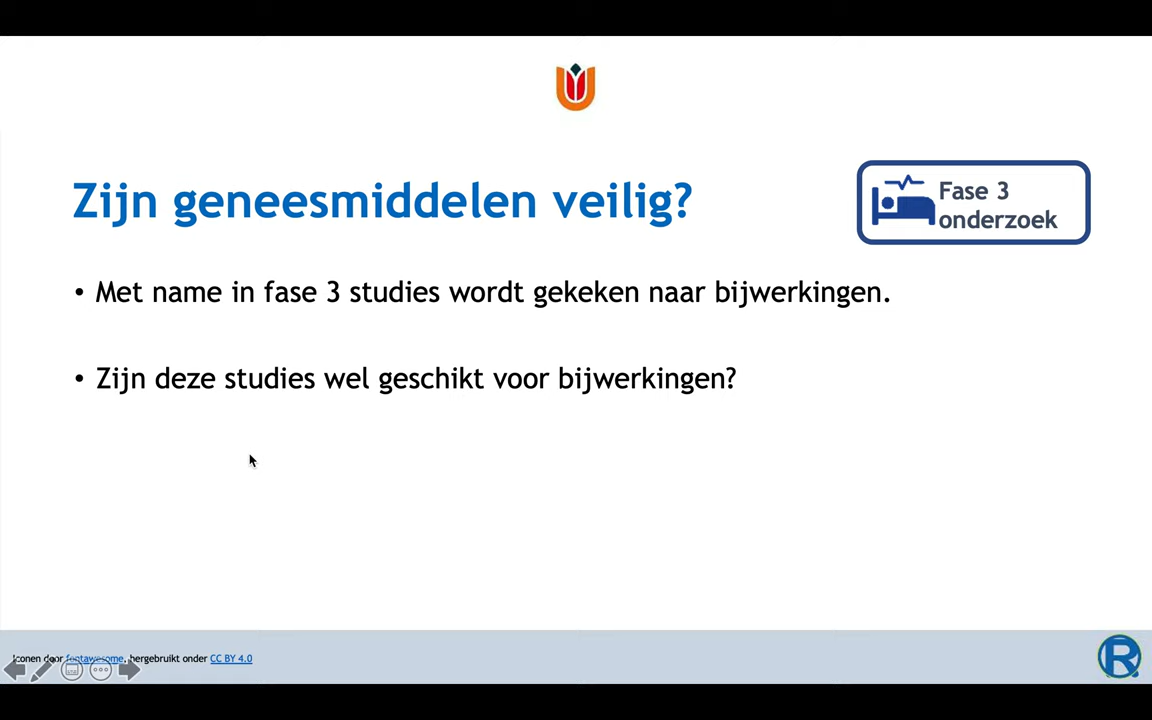 Zijn geneesmiddelen veilig?
Fase 3
onderzoek
• Met name in fase 3 studies wordt gekeken naar bijwerkingen.
• Zijn deze studies wel geschikt voor bijwerkingen?
Iconen door fontawesome, hergebruikt onder CC BY 4.0
R